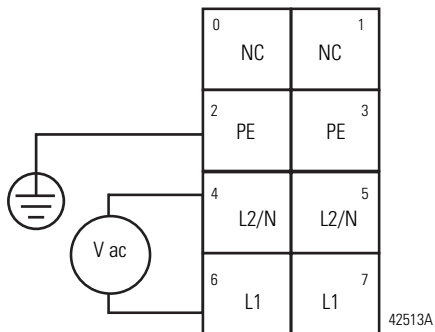 0 1
NC NC
2 3
PE PE
4 5
L2/N L2/N
V ac
6 7
L1 L1
42513A